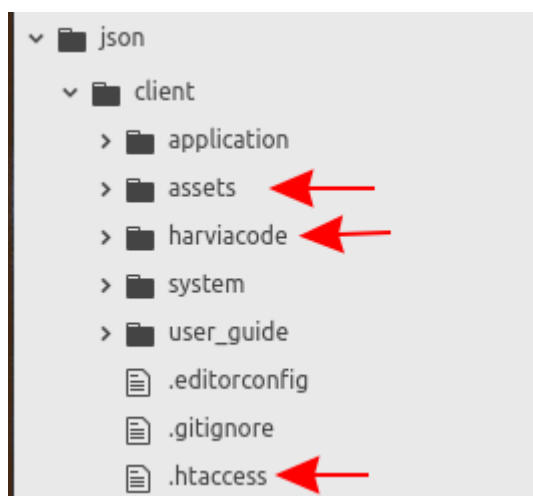 json
client
application
assets
harviacode
system
user_guide
.editorconfig
.gitignore
.htaccess